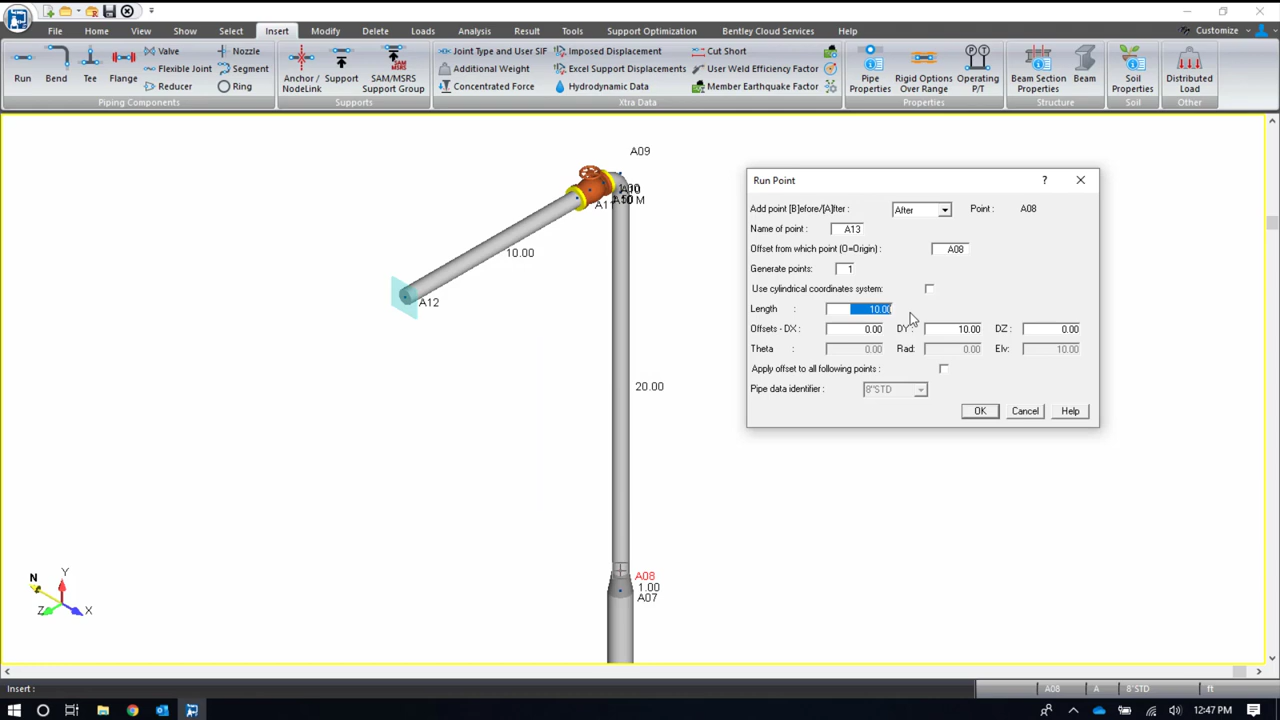 File Home View Show Select Insert Modify Delete Loads Analysis Result Tools Support Optimization Bentley Cloud Services Help Customize
Run Bend Tee Flange
Valve
Flexible Joint
Reducer
Nozzle
Segment
Ring
Piping Components
Anchor / NodeLink
Support
SAM/MSRS Support Group
Supports
Joint Type and User SIF
Additional Weight
Concentrated Force
Imposed Displacement
Excel Support Displacements
Hydrodynamic Data
Cut Short
User Weld Efficiency Factor
Member Earthquake Factor
Xtra Data
Pipe Properties
Rigid Options Over Range
Operating P/T
Properties
Beam Section Properties
Beam
Structure
Soil Properties
Soil
Distributed Load
Other
A09
10.00
A12
20.00
A08
1.00
A07
N
Y
Z
X
Run Point ?
Add point [B]efore/[A]fter : After Point : A08
Name of point : A13
Offset from which point (O=Origin) : A08
Generate points: 1
Use cylindrical coordinates system:
Length : 10.00
Offsets - DX : 0.00 DY : 10.00 DZ : 0.00
Theta : 0.00 Rad: 0.00 Elv: 10.00
Apply offset to all following points :
Pipe data identifier : 8"STD
OK Cancel Help
Insert : A08 A 8"STD ft
12:47 PM